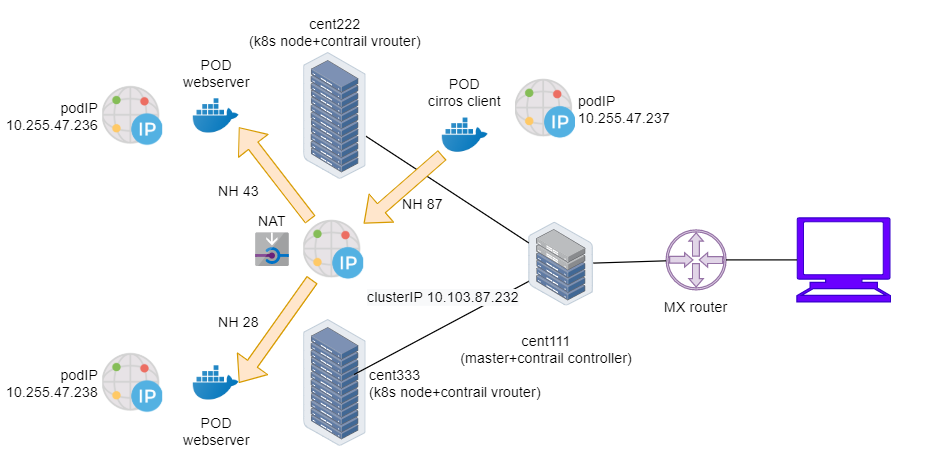 cent222
(k8s node+contrail vrouter)
POD
webserver
podIP
10.255.47.236
IP
POD
cirros client
podIP
10.255.47.237
IP
NH 43
NH 87
NAT
IP
clusterIP 10.103.87.232
MX router
NH 28
cent111
(master+contrail controller)
podIP
10.255.47.238
IP
cent333
(k8s node+contrail vrouter)
POD
webserver